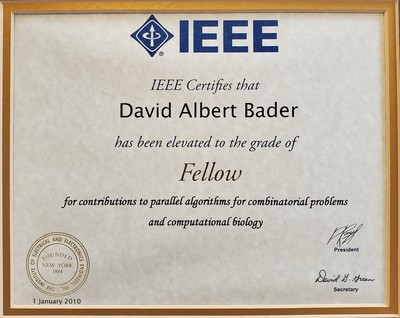 IEEE
IEEE Certifies that
David Albert Bader
has been elevated to the grade of
Fellow
for contributions to parallel algorithms for combinatorial problems
and computational biology
President
David G. Green
Secretary
THE INSTITUTE OF ELECTRICAL AND ELECTRONICS ENGINEERS, INC.
FOUNDED
NEW YORK
1884
1 January 2010